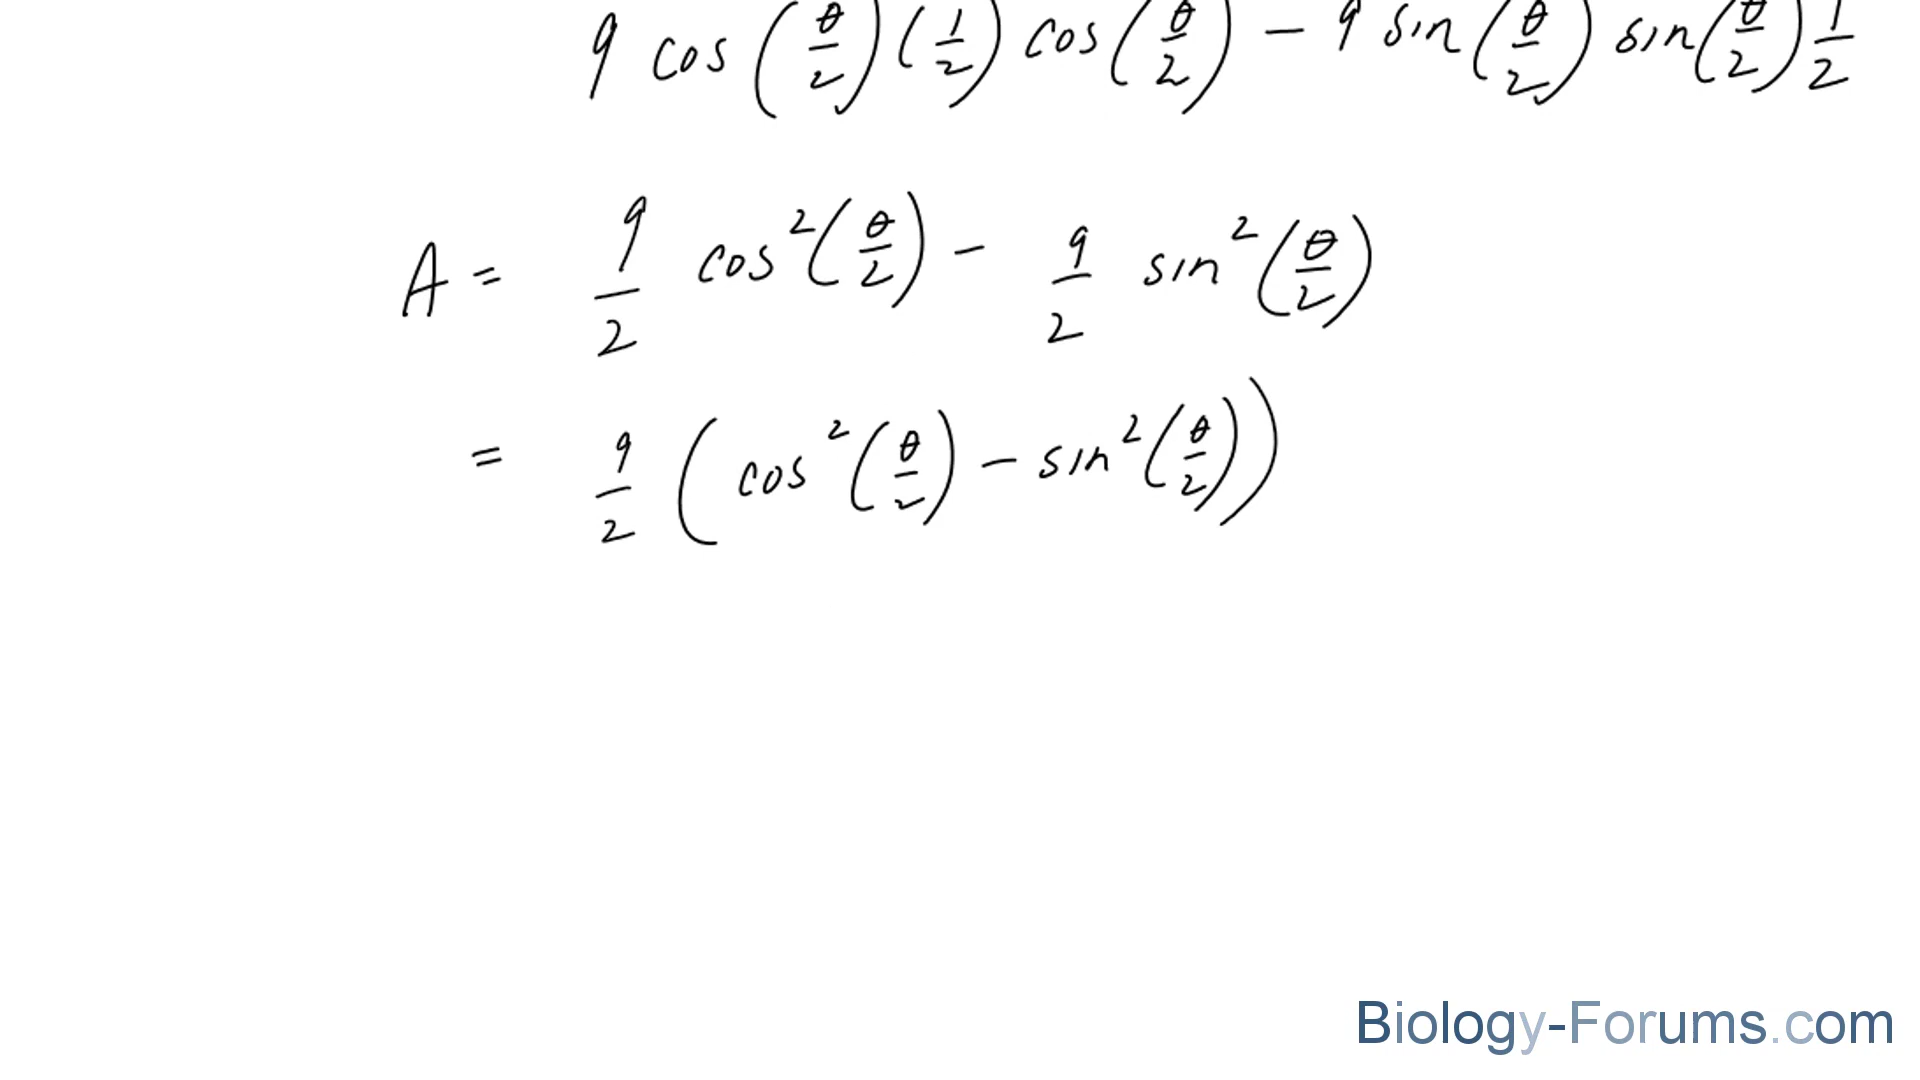 9 cos(θ/2)(1/2) cos(θ/2) − 9 sin(θ/2) sin(θ/2) 1/2
A = 9/2 cos²(θ/2) − 9/2 sin²(θ/2)
= 9/2 (cos²(θ/2) − sin²(θ/2))
Biology-Forums.com